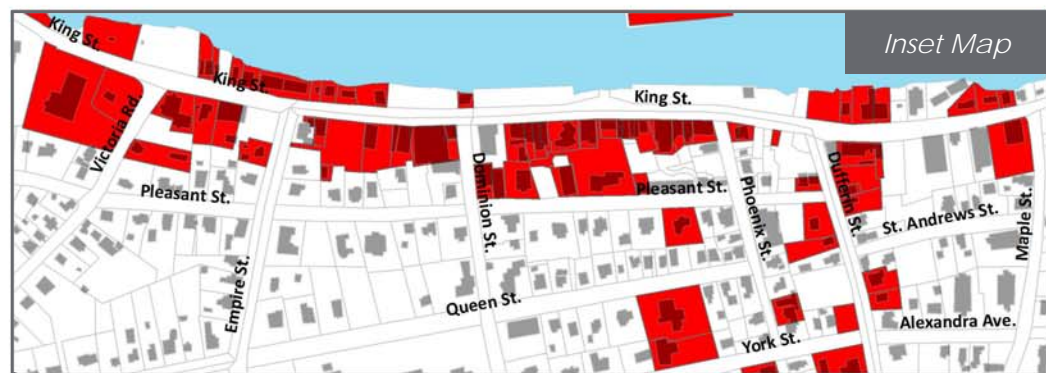 Inset Map
King St.
King St.
King St.
Victoria Rd.
Pleasant St.
Pleasant St.
Empire St.
Dominion St.
Phoenix St.
Dufferin St.
St. Andrews St.
Maple St.
Queen St.
Alexandra Ave.
York St.